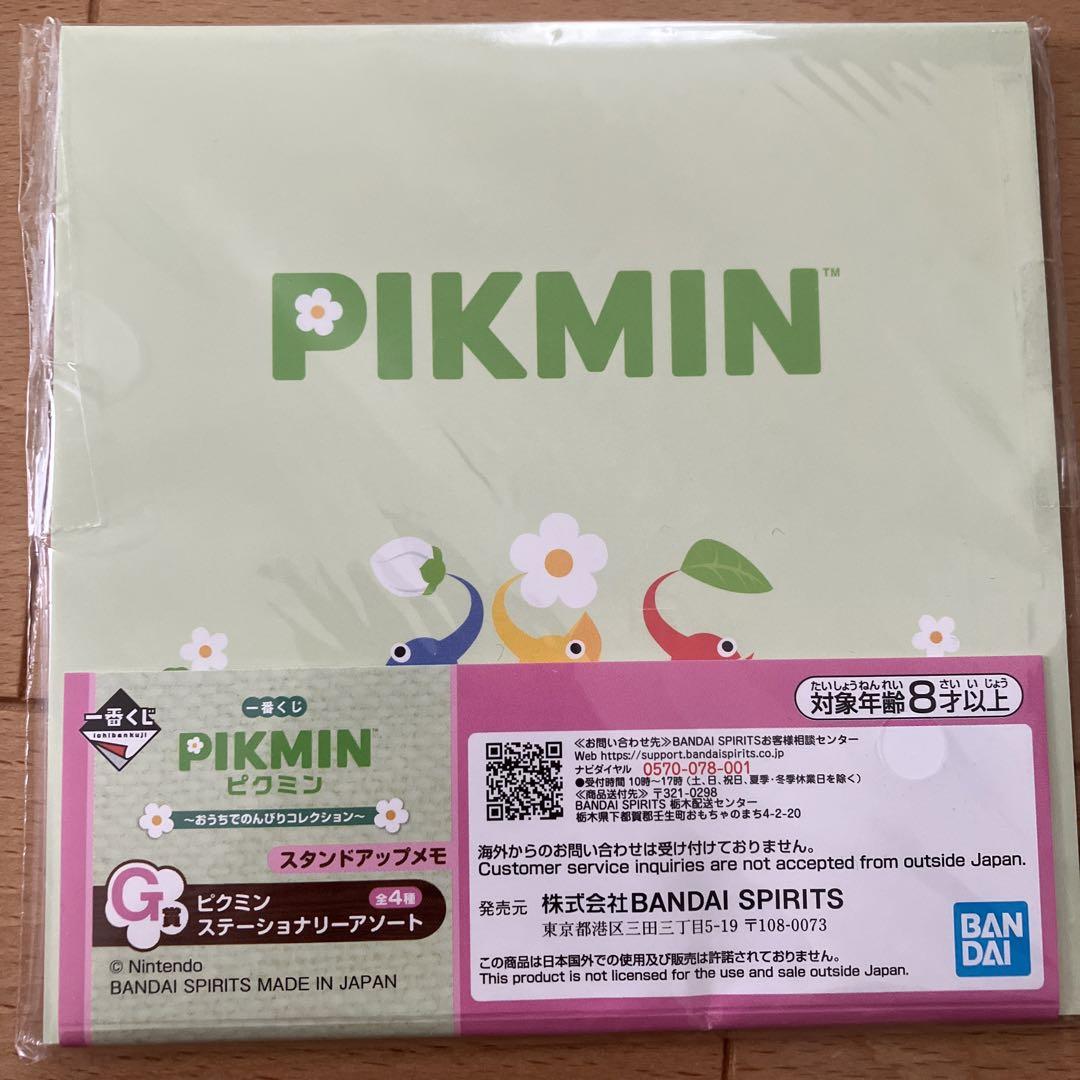 PIKMIN™
一番くじ
ichibankuji
一番くじ
PIKMIN™
ピクミン
～おうちでのんびりコレクション～
スタンドアップメモ
G賞
ピクミン
全4種
ステーショナリーアソート
© Nintendo
BANDAI SPIRITS MADE IN JAPAN
たいしょうねんれい さい いじょう
対象年齢8才以上
≪お問い合わせ先≫BANDAI SPIRITSお客様相談センター
Web https://support.bandaispirits.co.jp
ナビダイヤル 0570-078-001
●受付時間 10時～17時（土、日、祝日、夏季・冬季休業日を除く）
≪商品送付先≫ 〒321-0298
BANDAI SPIRITS 栃木配送センター
栃木県下都賀郡壬生町おもちゃのまち4-2-20
海外からのお問い合わせは受け付けておりません。
Customer service inquiries are not accepted from outside Japan.
発売元 株式会社BANDAI SPIRITS
東京都港区三田三丁目5-19 〒108-0073
この商品は日本国外での使用及び販売は許諾されておりません。
This product is not licensed for the use and sale outside Japan.
BAN
DAI